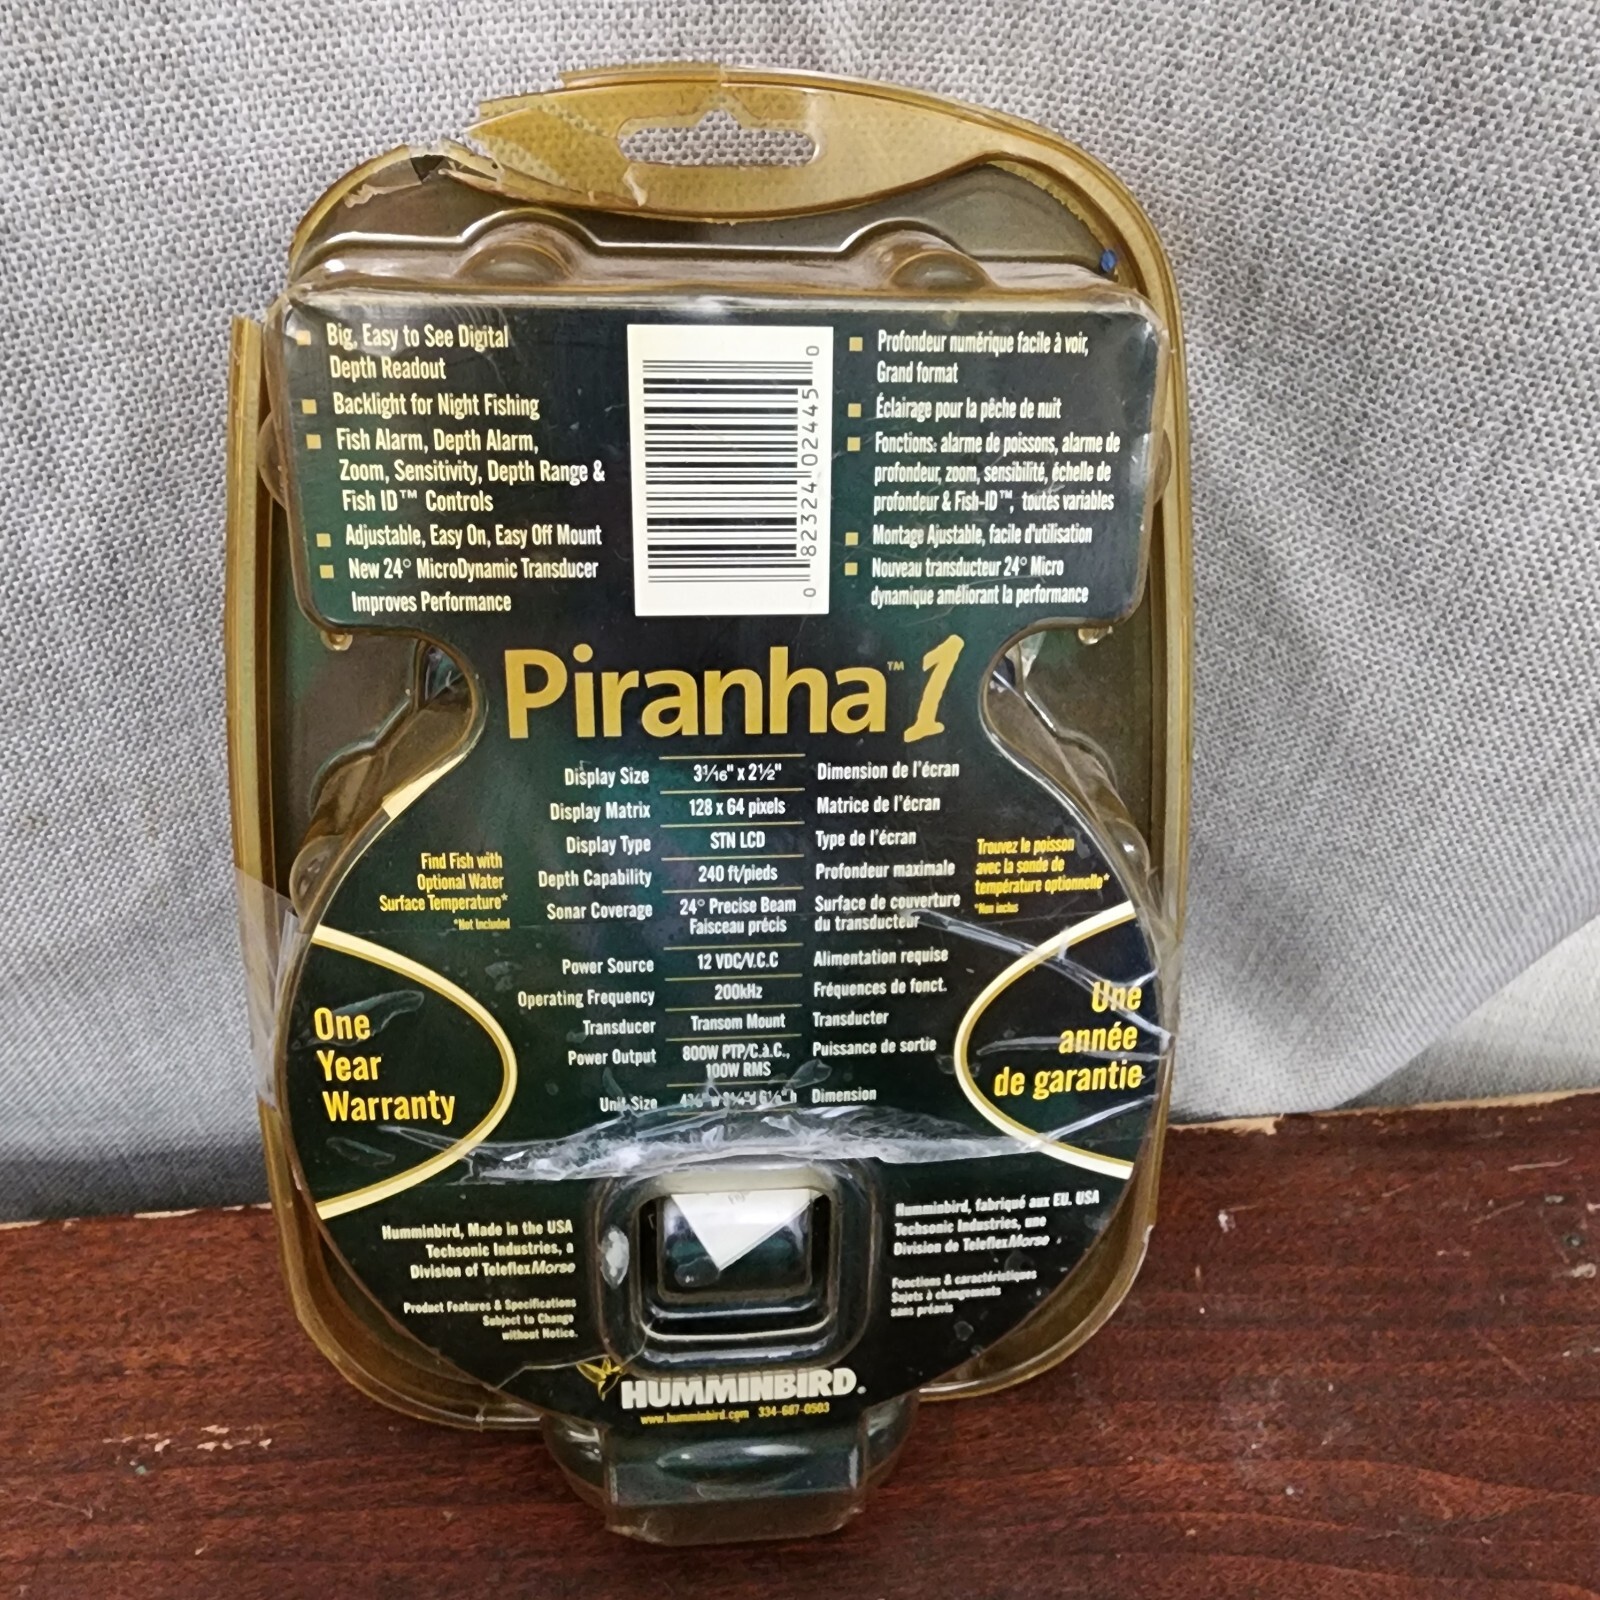 Big, Easy to See Digital
Depth Readout
Backlight for Night Fishing
Fish Alarm, Depth Alarm,
Zoom, Sensitivity, Depth Range &
Fish ID™ Controls
Adjustable, Easy On, Easy Off Mount
New 24° MicroDynamic Transducer
Improves Performance
0 82324 02445 0
Profondeur numérique facile à voir,
Grand format
Éclairage pour la pêche de nuit
Fonctions: alarme de poissons, alarme de
profondeur, zoom, sensibilité, échelle de
profondeur & Fish-ID™, toutes variables
Montage Ajustable, facile d'utilisation
Nouveau transducteur 24° Micro
dynamique améliorant la performance
Piranha™ 1
Display Size 3 1/16" x 2½" Dimension de l'écran
Display Matrix 128 x 64 pixels Matrice de l'écran
Display Type STN LCD Type de l'écran
Depth Capability 240 ft/pieds Profondeur maximale
Sonar Coverage 24° Precise Beam Surface de couverture
Faisceau précis du transducteur
Power Source 12 VDC/V.C.C Alimentation requise
Operating Frequency 200kHz Fréquences de fonct.
Transducer Transom Mount Transducter
Power Output 800W PTP/C.à.C., Puissance de sortie
100W RMS
Unit Size Dimension
Find Fish with
Optional Water
Surface Temperature*
*Not Included
Trouvez le poisson
avec la sonde de
température optionnelle*
*Non inclus
One
Year
Warranty
Une
année
de garantie
Humminbird, Made in the USA
Techsonic Industries, a
Division of TeleflexMorse
Product Features & Specifications
Subject to Change
without Notice.
Humminbird, fabriqué aux EU. USA
Techsonic Industries, une
Division de TeleflexMorse
Fonctions & caractéristiques
Sujets à changements
sans préavis
HUMMINBIRD®
www.humminbird.com 334-687-0503